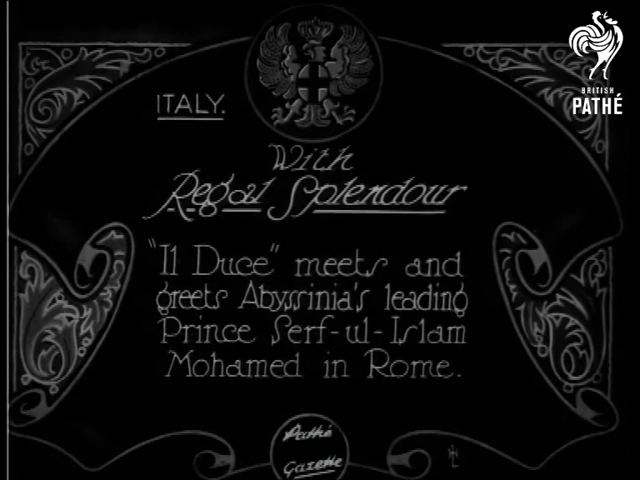 BRITISH
PATHÉ
ITALY.
With
Regal Splendour
"Il Duce" meets and
greets Abyssinia's leading
Prince Serf-ul-Islam
Mohamed in Rome.
Pathé
Gazette